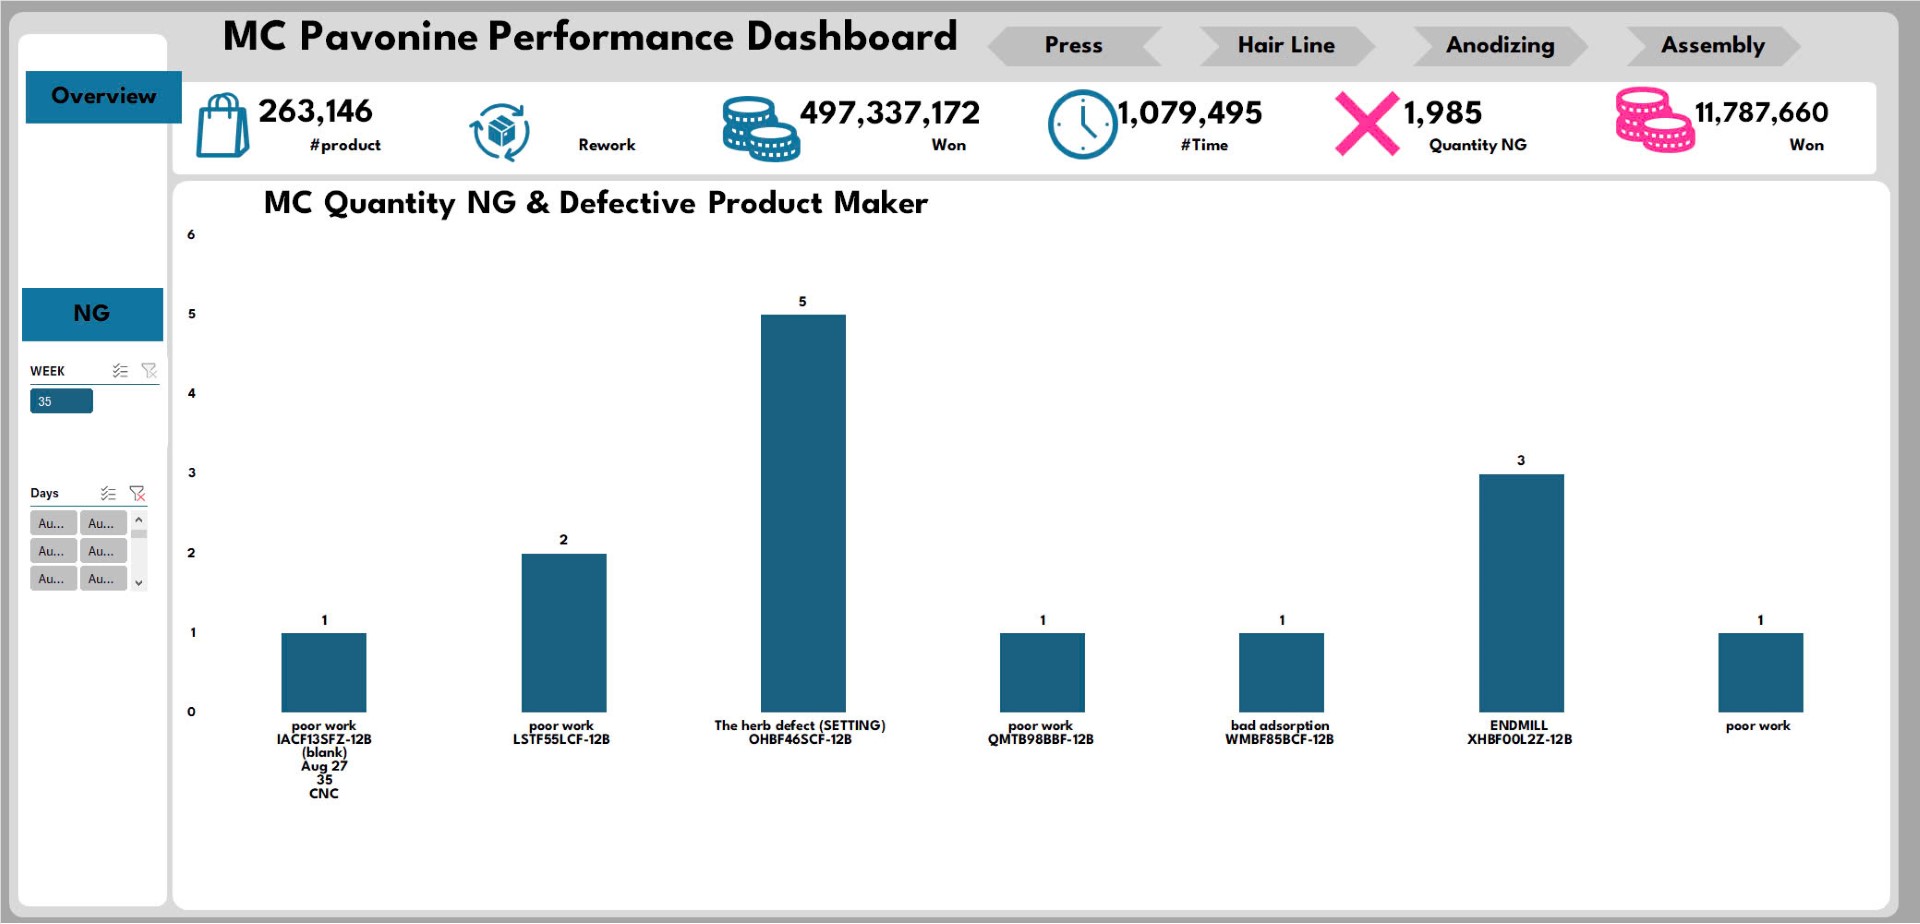 MC Pavonine Performance Dashboard
Press
Hair Line
Anodizing
Assembly
Overview
263,146
#product
Rework
497,337,172
Won
1,079,495
#Time
1,985
Quantity NG
11,787,660
Won
MC Quantity NG & Defective Product Maker
NG
WEEK
35
Days
Au... Au...
Au... Au...
Au... Au...
6
5
4
3
2
1
0
1
2
5
1
1
3
1
poor work
IACF13SFZ-12B
(blank)
Aug 27
35
CNC
poor work
LSTF55LCF-12B
The herb defect (SETTING)
OHBF46SCF-12B
poor work
QMTB98BBF-12B
bad adsorption
WMBF85BCF-12B
ENDMILL
XHBF00L2Z-12B
poor work